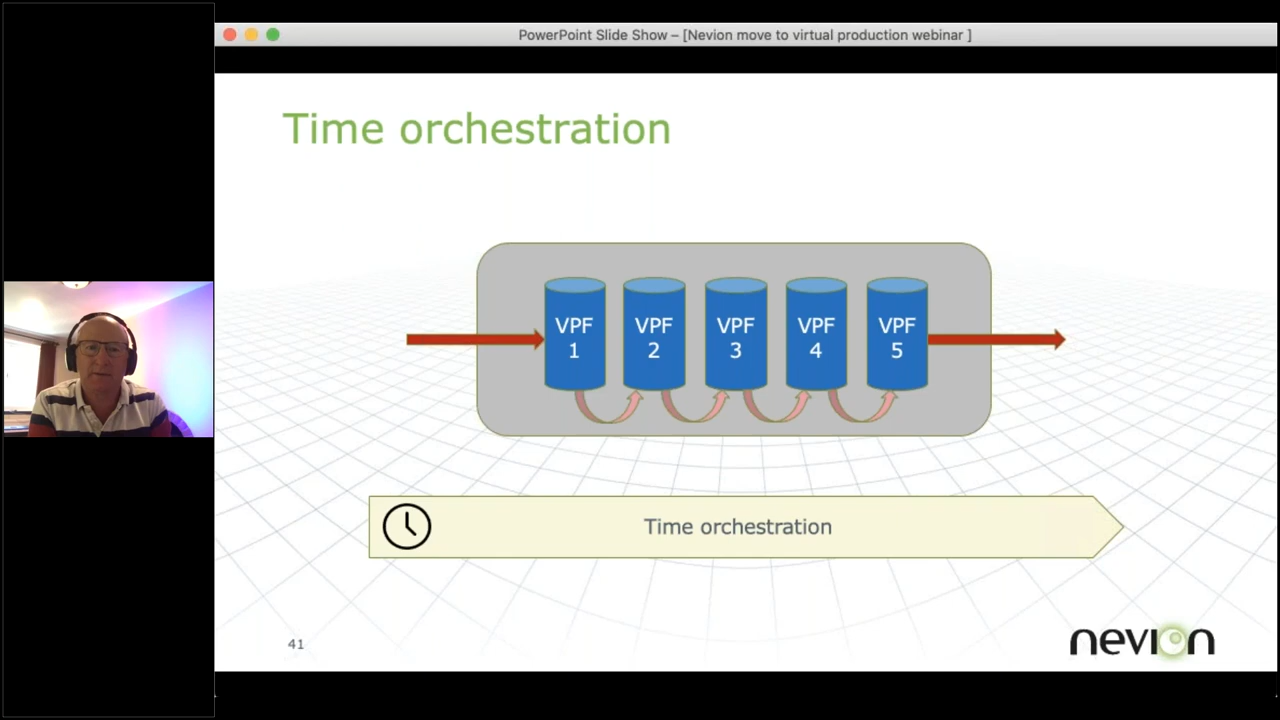 PowerPoint Slide Show – [Nevion move to virtual production webinar ]
Time orchestration
VPF
1
VPF
2
VPF
3
VPF
4
VPF
5
Time orchestration
41
nevion